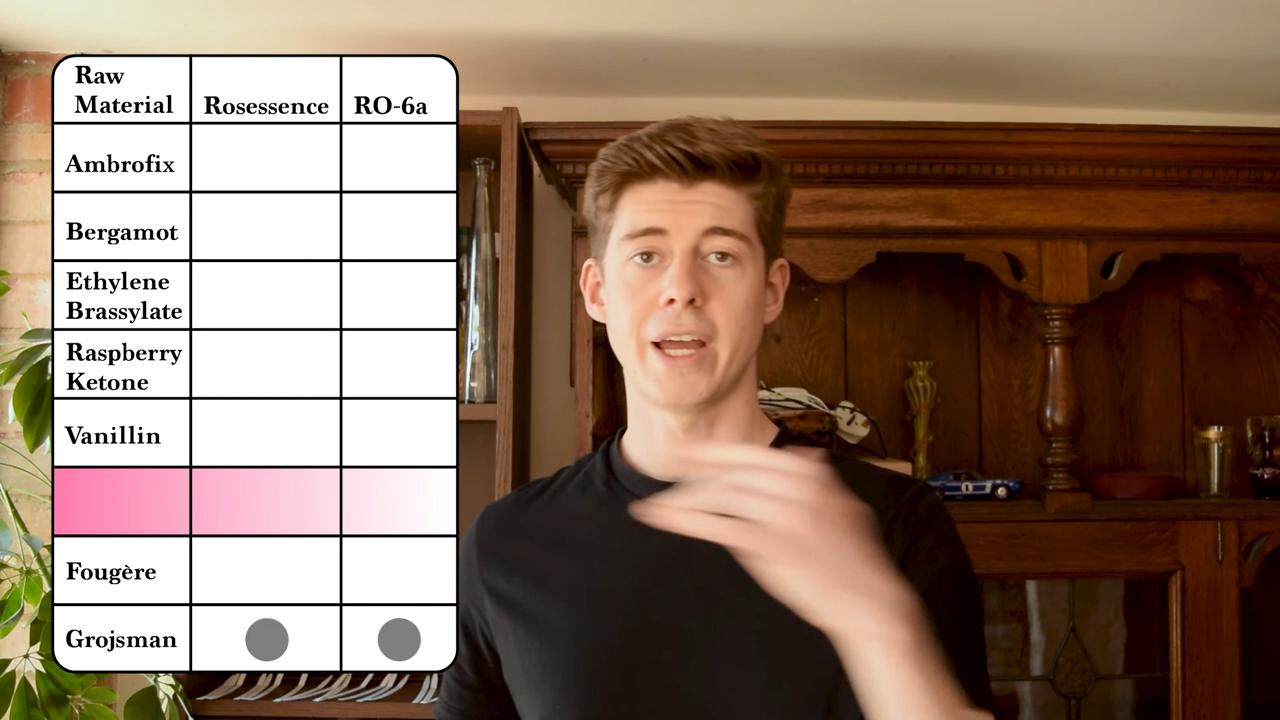 Raw
Material
Rosessence
RO-6a
Ambrofix
Bergamot
Ethylene
Brassylate
Raspberry
Ketone
Vanillin
Fougère
Grojsman